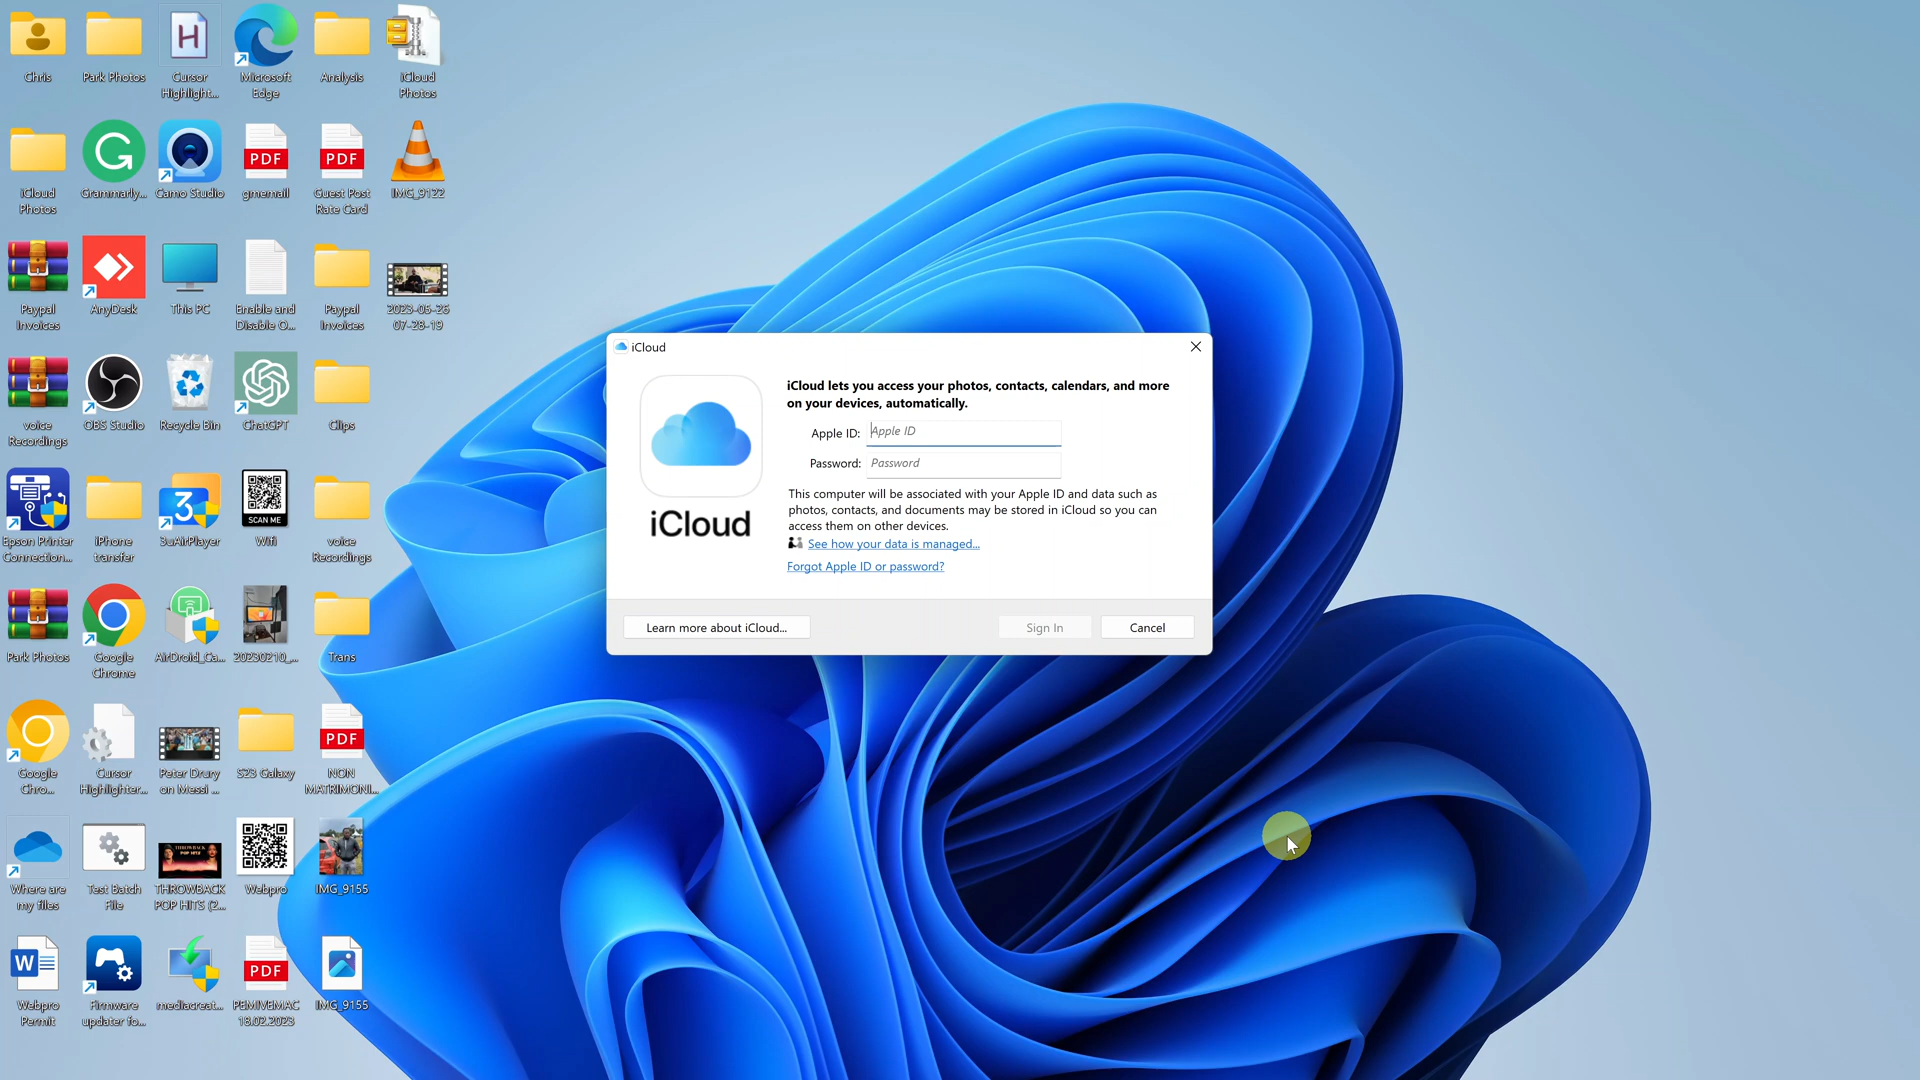 Chris
Park Photos
Cursor
Highlight...
Microsoft
Edge
Analysis
iCloud
Photos
iCloud
Photos
Grammarly...
Camo Studio
PDF
gmemail
PDF
Guest Post
Rate Card
IMG_9122
Paypal
Invoices
AnyDesk
This PC
Enable and
Disable O...
Paypal
Invoices
2023-05-26
07-28-19
voice
Recordings
OBS Studio
Recycle Bin
ChatGPT
Clips
Epson Printer
Connection...
iPhone
transfer
3uAirPlayer
SCAN ME
Wifi
voice
Recordings
Park Photos
Google
Chrome
AirDroid_Ca...
20230210_...
Trans
Google
Chro...
Cursor
Highlighter...
Peter Drury
on Messi ...
S23 Galaxy
PDF
NON
MATRIMONI...
Where are
my files
Test Batch
File
THROWBACK
POP HITS (2...
Webpro
IMG_9155
Webpro
Permit
Firmware
updater fo...
mediacreat...
PDF
PEMIVEMAC
18.02.2023
IMG_9155
iCloud
iCloud
iCloud lets you access your photos, contacts, calendars, and more
on your devices, automatically.
Apple ID: Apple ID
Password: Password
This computer will be associated with your Apple ID and data such as
photos, contacts, and documents may be stored in iCloud so you can
access them on other devices.
See how your data is managed...
Forgot Apple ID or password?
Learn more about iCloud...
Sign In
Cancel